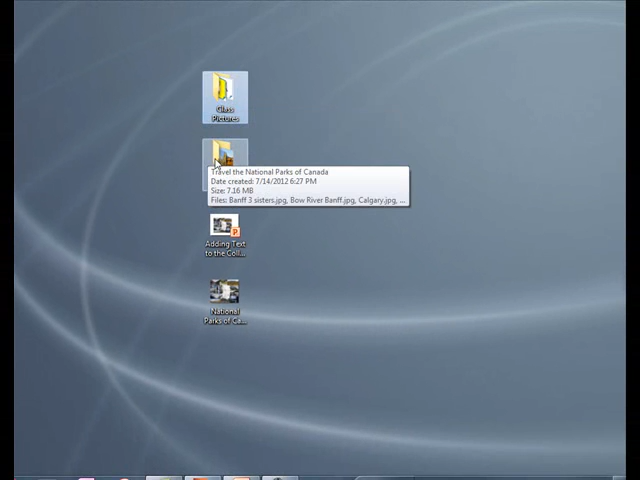 Class
Pictures
Travel the National Parks of Canada
Date created: 7/14/2012 6:27 PM
Size: 7.16 MB
Files: Banff 3 sisters.jpg, Bow River Banff.jpg, Calgary.jpg, ...
P
Adding Text
to the Coll...
National
Parks of Ca...